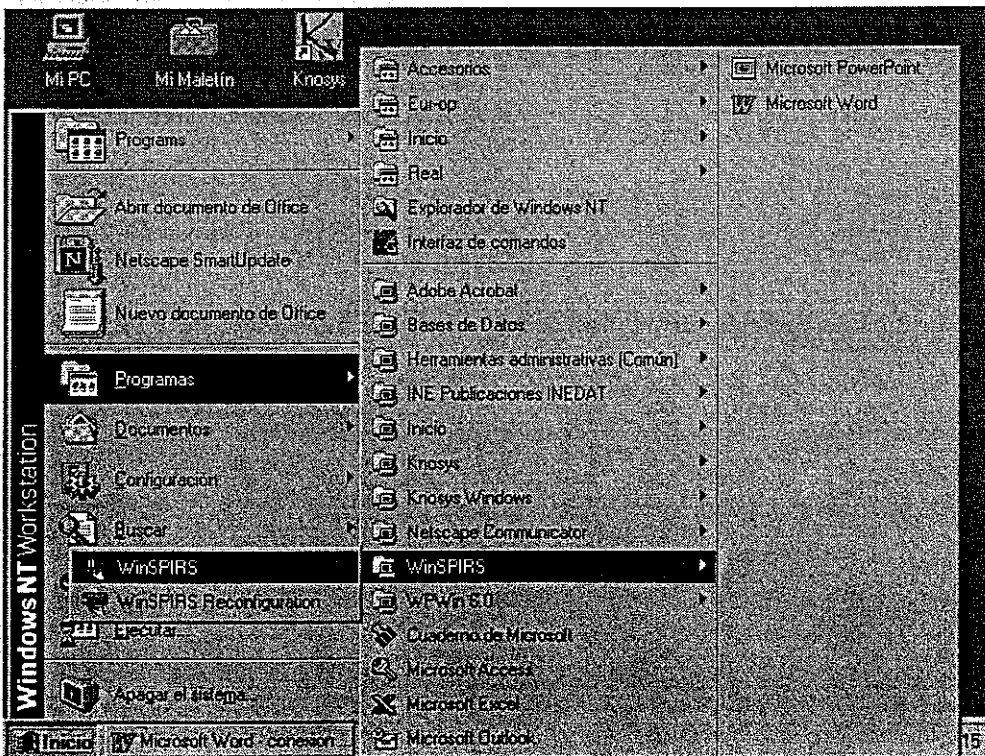 Mi PC
Mi Maletín
Knosys
Windows NT Workstation
Programs
Abrir documento de Office
Netscape SmartUpdate
Nuevo documento de Office
Programas
Documentos
Configuración
Buscar
WinSPIRS
WinSPIRS Reconfiguration
Ejecutar...
Apagar el sistema...
Inicio
Microsoft Word
Accesorios
Eur-op
Inicio
Real
Explorador de Windows NT
Interfaz de comandos
Adobe Acrobat
Bases de Datos
Herramientas administrativas (Común)
INE Publicaciones INEDAT
Inicio
Knosys
Knosys Windows
Netscape Communicator
WinSPIRS
WPWin 6.0
Cuaderno de Microsoft
Microsoft Access
Microsoft Excel
Microsoft Outlook
Microsoft PowerPoint
Microsoft Word
15